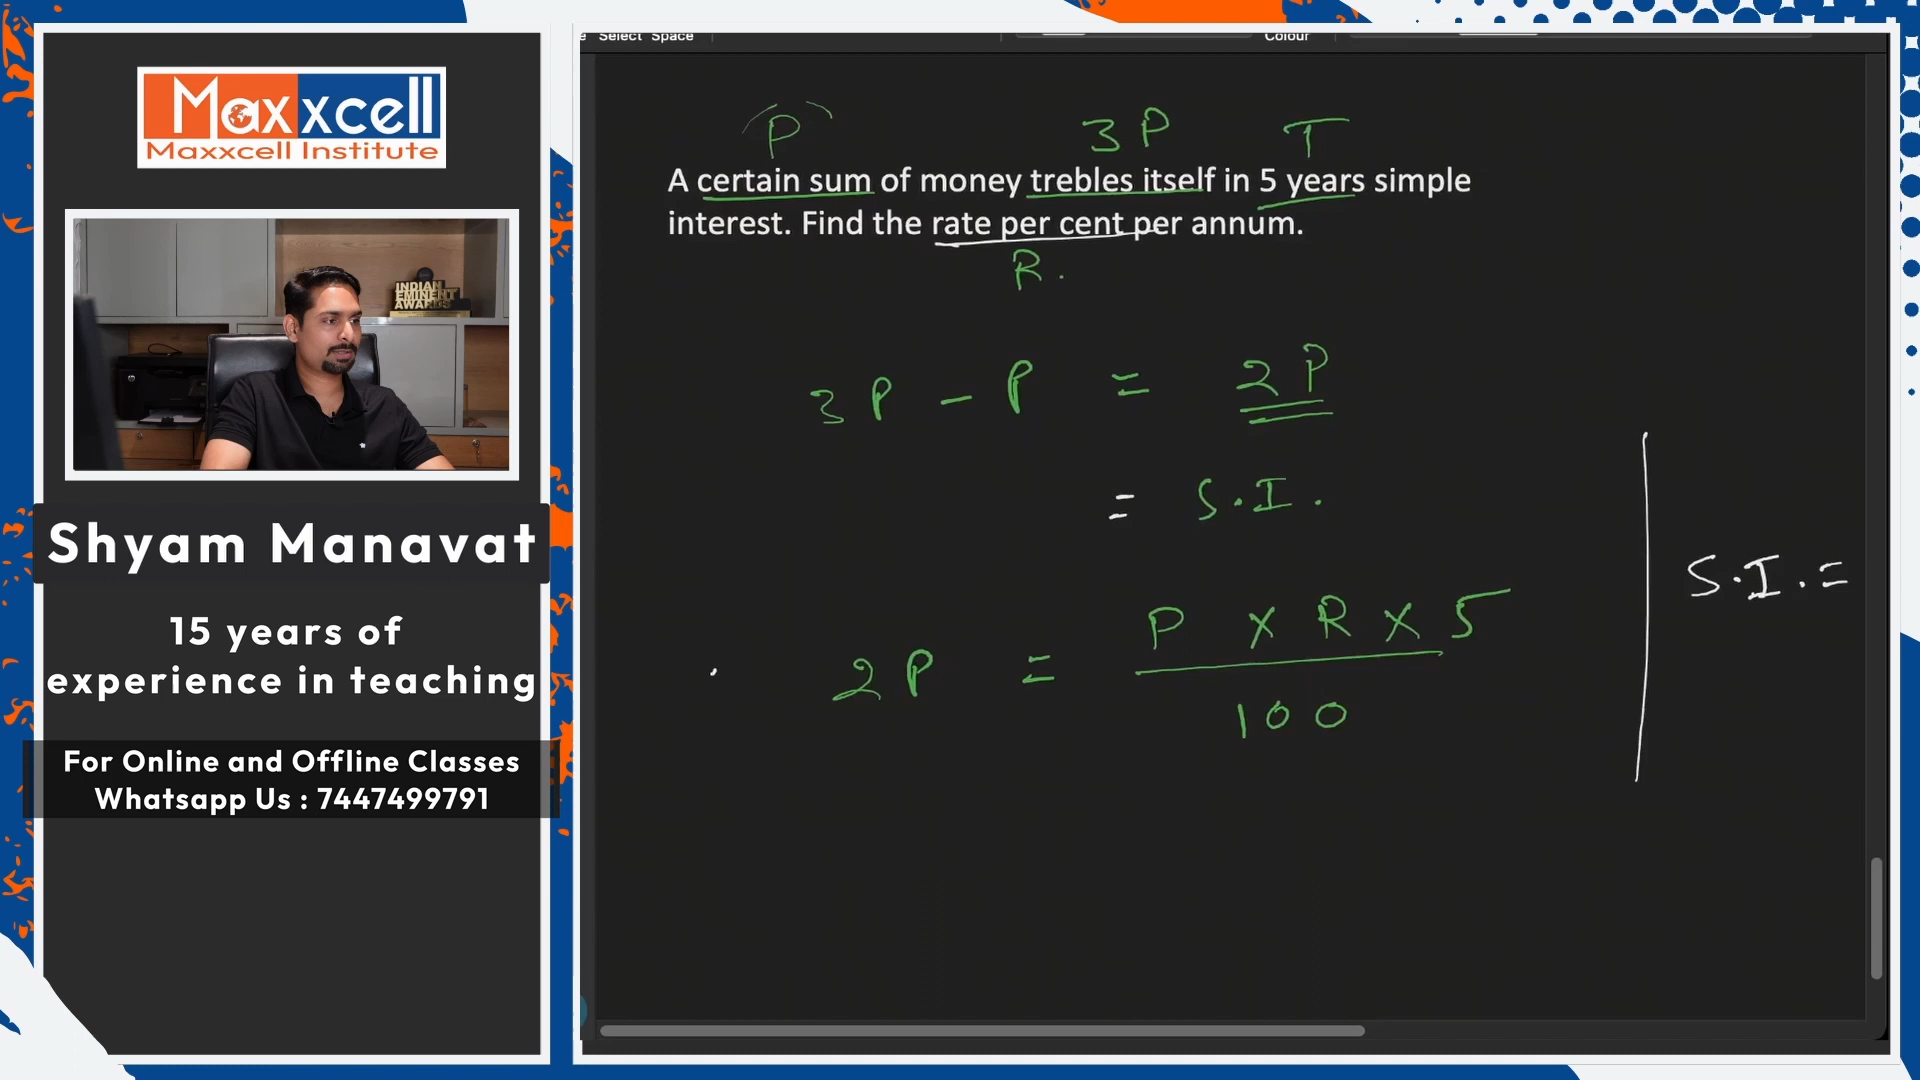 Maxxcell
Maxxcell Institute
INDIAN
EMINENT
AWARDS
Shyam Manavat
15 years of
experience in teaching
For Online and Offline Classes
Whatsapp Us : 7447499791
Select Space
Colour
P 3P T
A certain sum of money trebles itself in 5 years simple
interest. Find the rate per cent per annum.
R.
3P - P = 2P
= S.I.
2P = P x R x 5
100
S.I. =